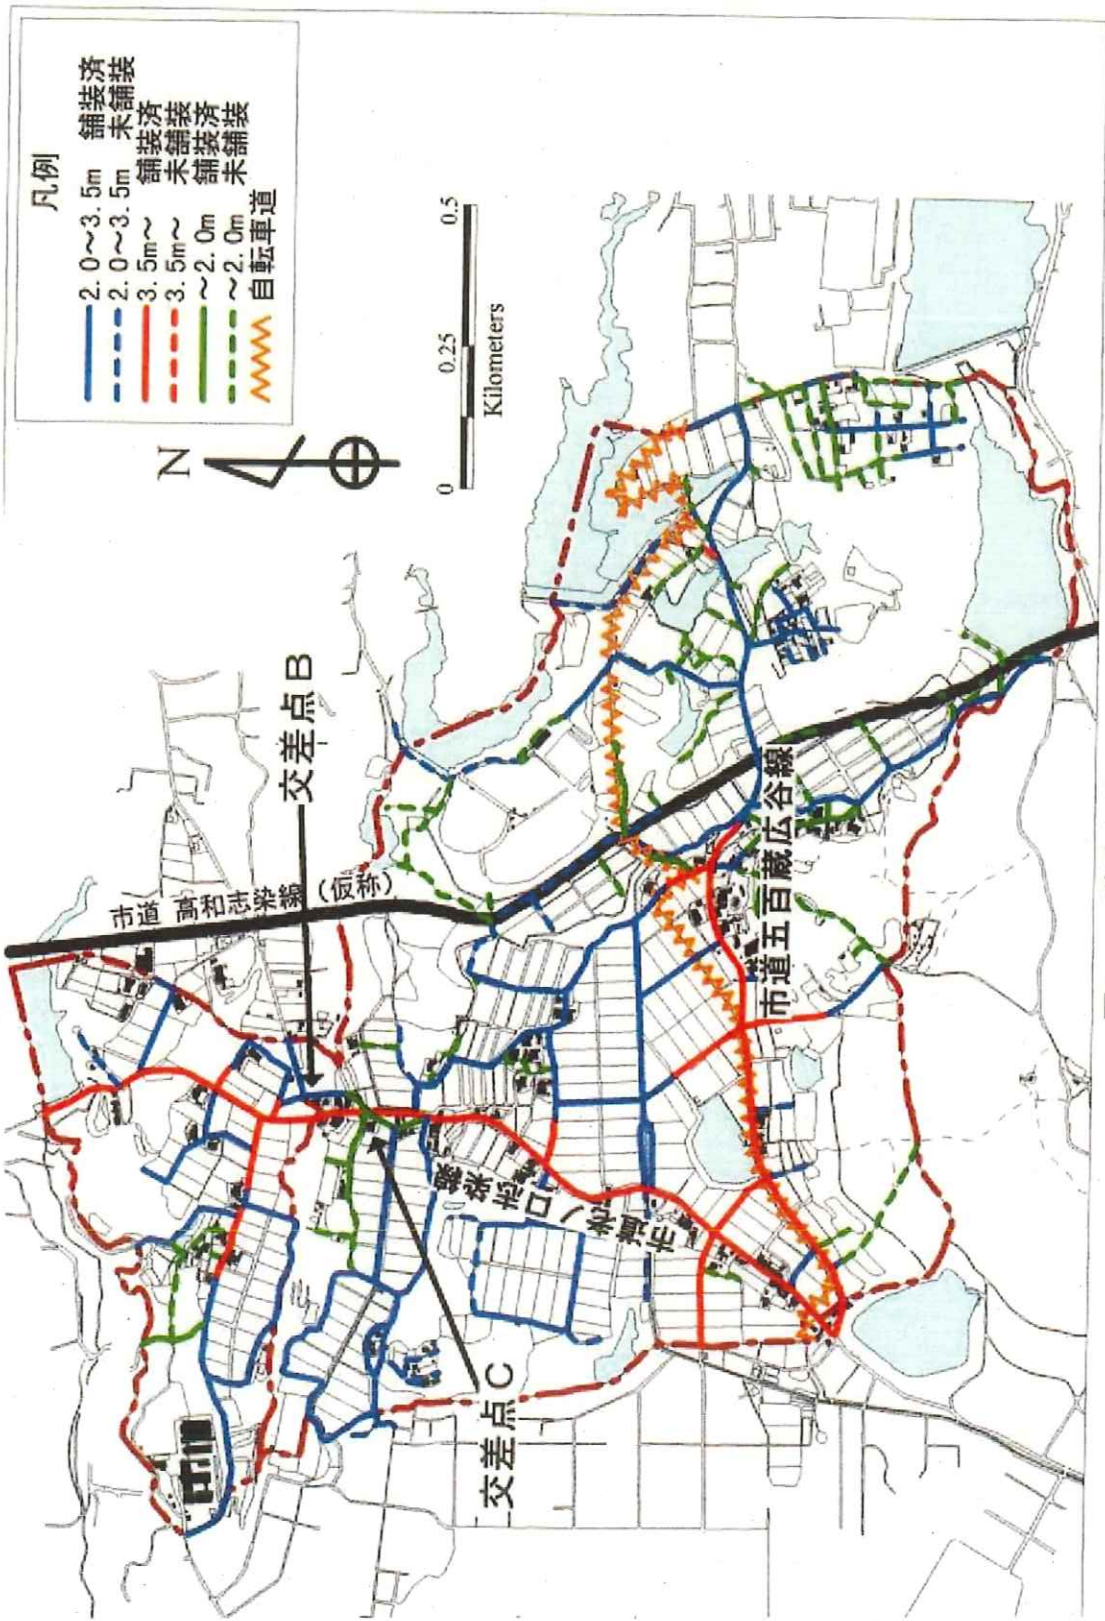 凡例
2.0～3.5m 舗装済
2.0～3.5m 未舗装
3.5m～ 舗装済
3.5m～ 未舗装
～2.0m 舗装済
～2.0m 未舗装
自転車道
N
0 0.25 0.5
Kilometers
市道 高和志染線（仮称）
交差点B
交差点C
市道五百蔵広谷線